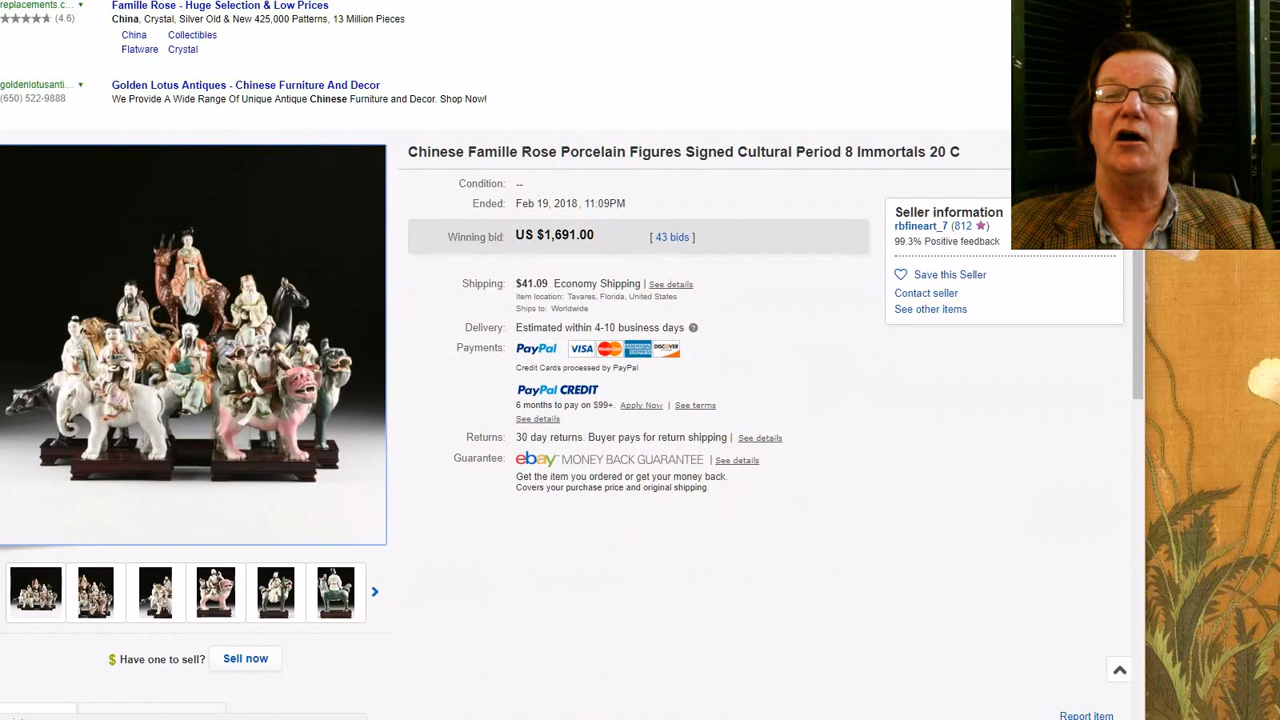 replacements.c...
Famille Rose - Huge Selection & Low Prices
(4.6)
China, Crystal, Silver Old & New 425,000 Patterns, 13 Million Pieces
China Collectibles
Flatware Crystal
goldenlotusanti...
Golden Lotus Antiques - Chinese Furniture And Decor
(650) 522-9888
We Provide A Wide Range Of Unique Antique Chinese Furniture and Decor. Shop Now!
Chinese Famille Rose Porcelain Figures Signed Cultural Period 8 Immortals 20 C
Condition: --
Ended: Feb 19, 2018 , 11:09PM
Winning bid: US $1,691.00 [ 43 bids ]
Shipping: $41.09 Economy Shipping | See details
Item location: Tavares, Florida, United States
Ships to: Worldwide
Delivery: Estimated within 4-10 business days
Payments: PayPal VISA MasterCard AMERICAN EXPRESS DISCOVER
Credit Cards processed by PayPal
PayPal CREDIT
6 months to pay on $99+. Apply Now | See terms
See details
Returns: 30 day returns. Buyer pays for return shipping | See details
Guarantee: ebay MONEY BACK GUARANTEE | See details
Get the item you ordered or get your money back.
Covers your purchase price and original shipping.
Seller information
rbfineart_7 (812 )
99.3% Positive feedback
Save this Seller
Contact seller
See other items
$ Have one to sell? Sell now
Report item